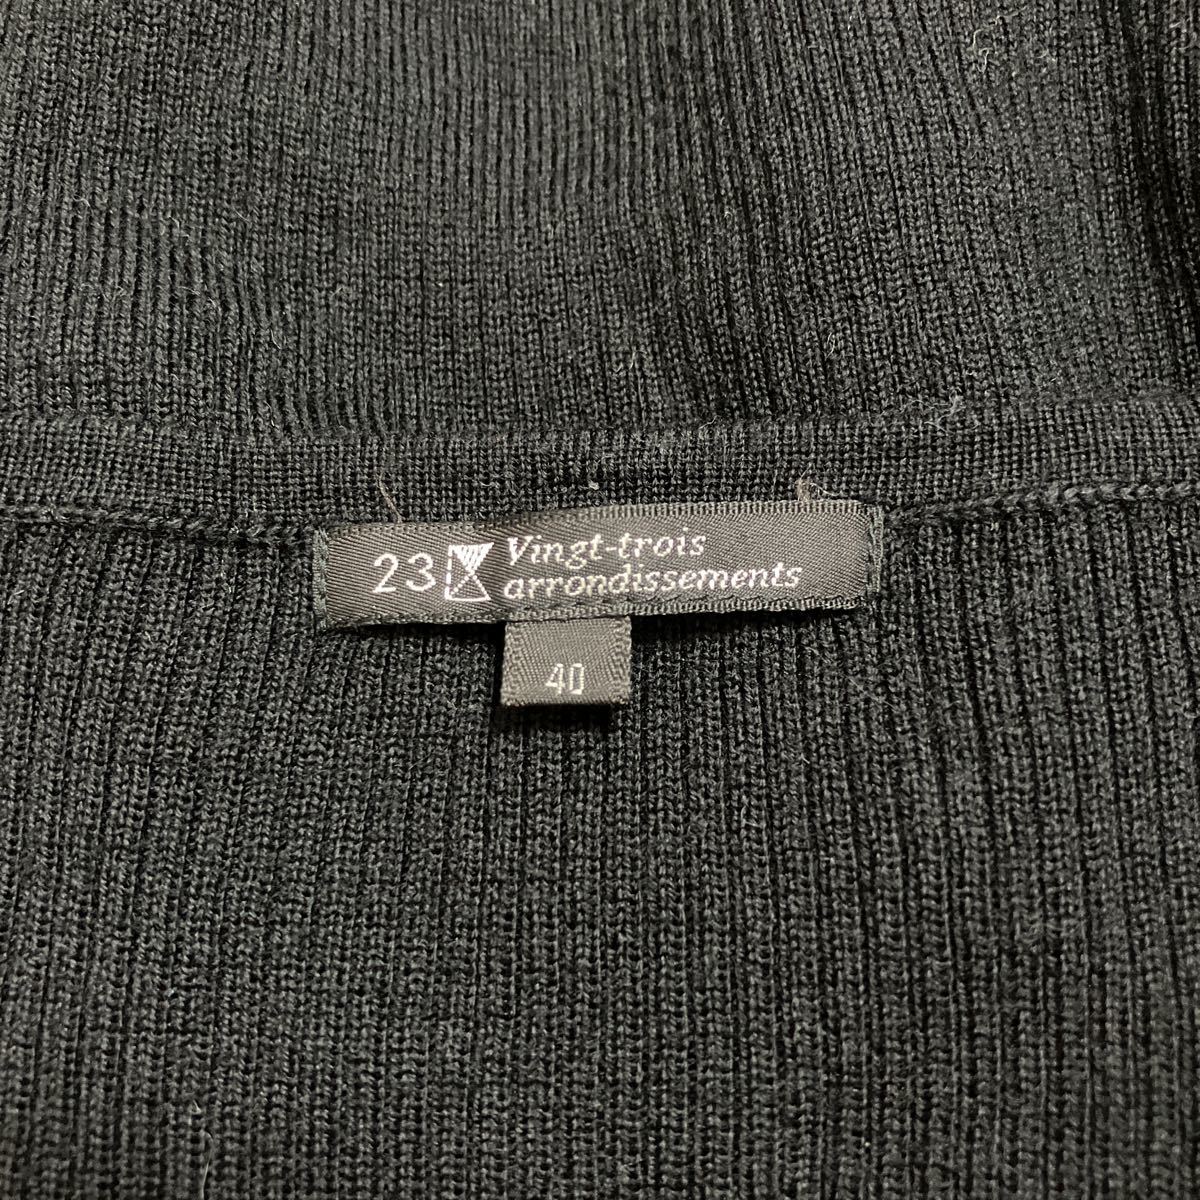 23 Vingt-trois
arrondissements
40